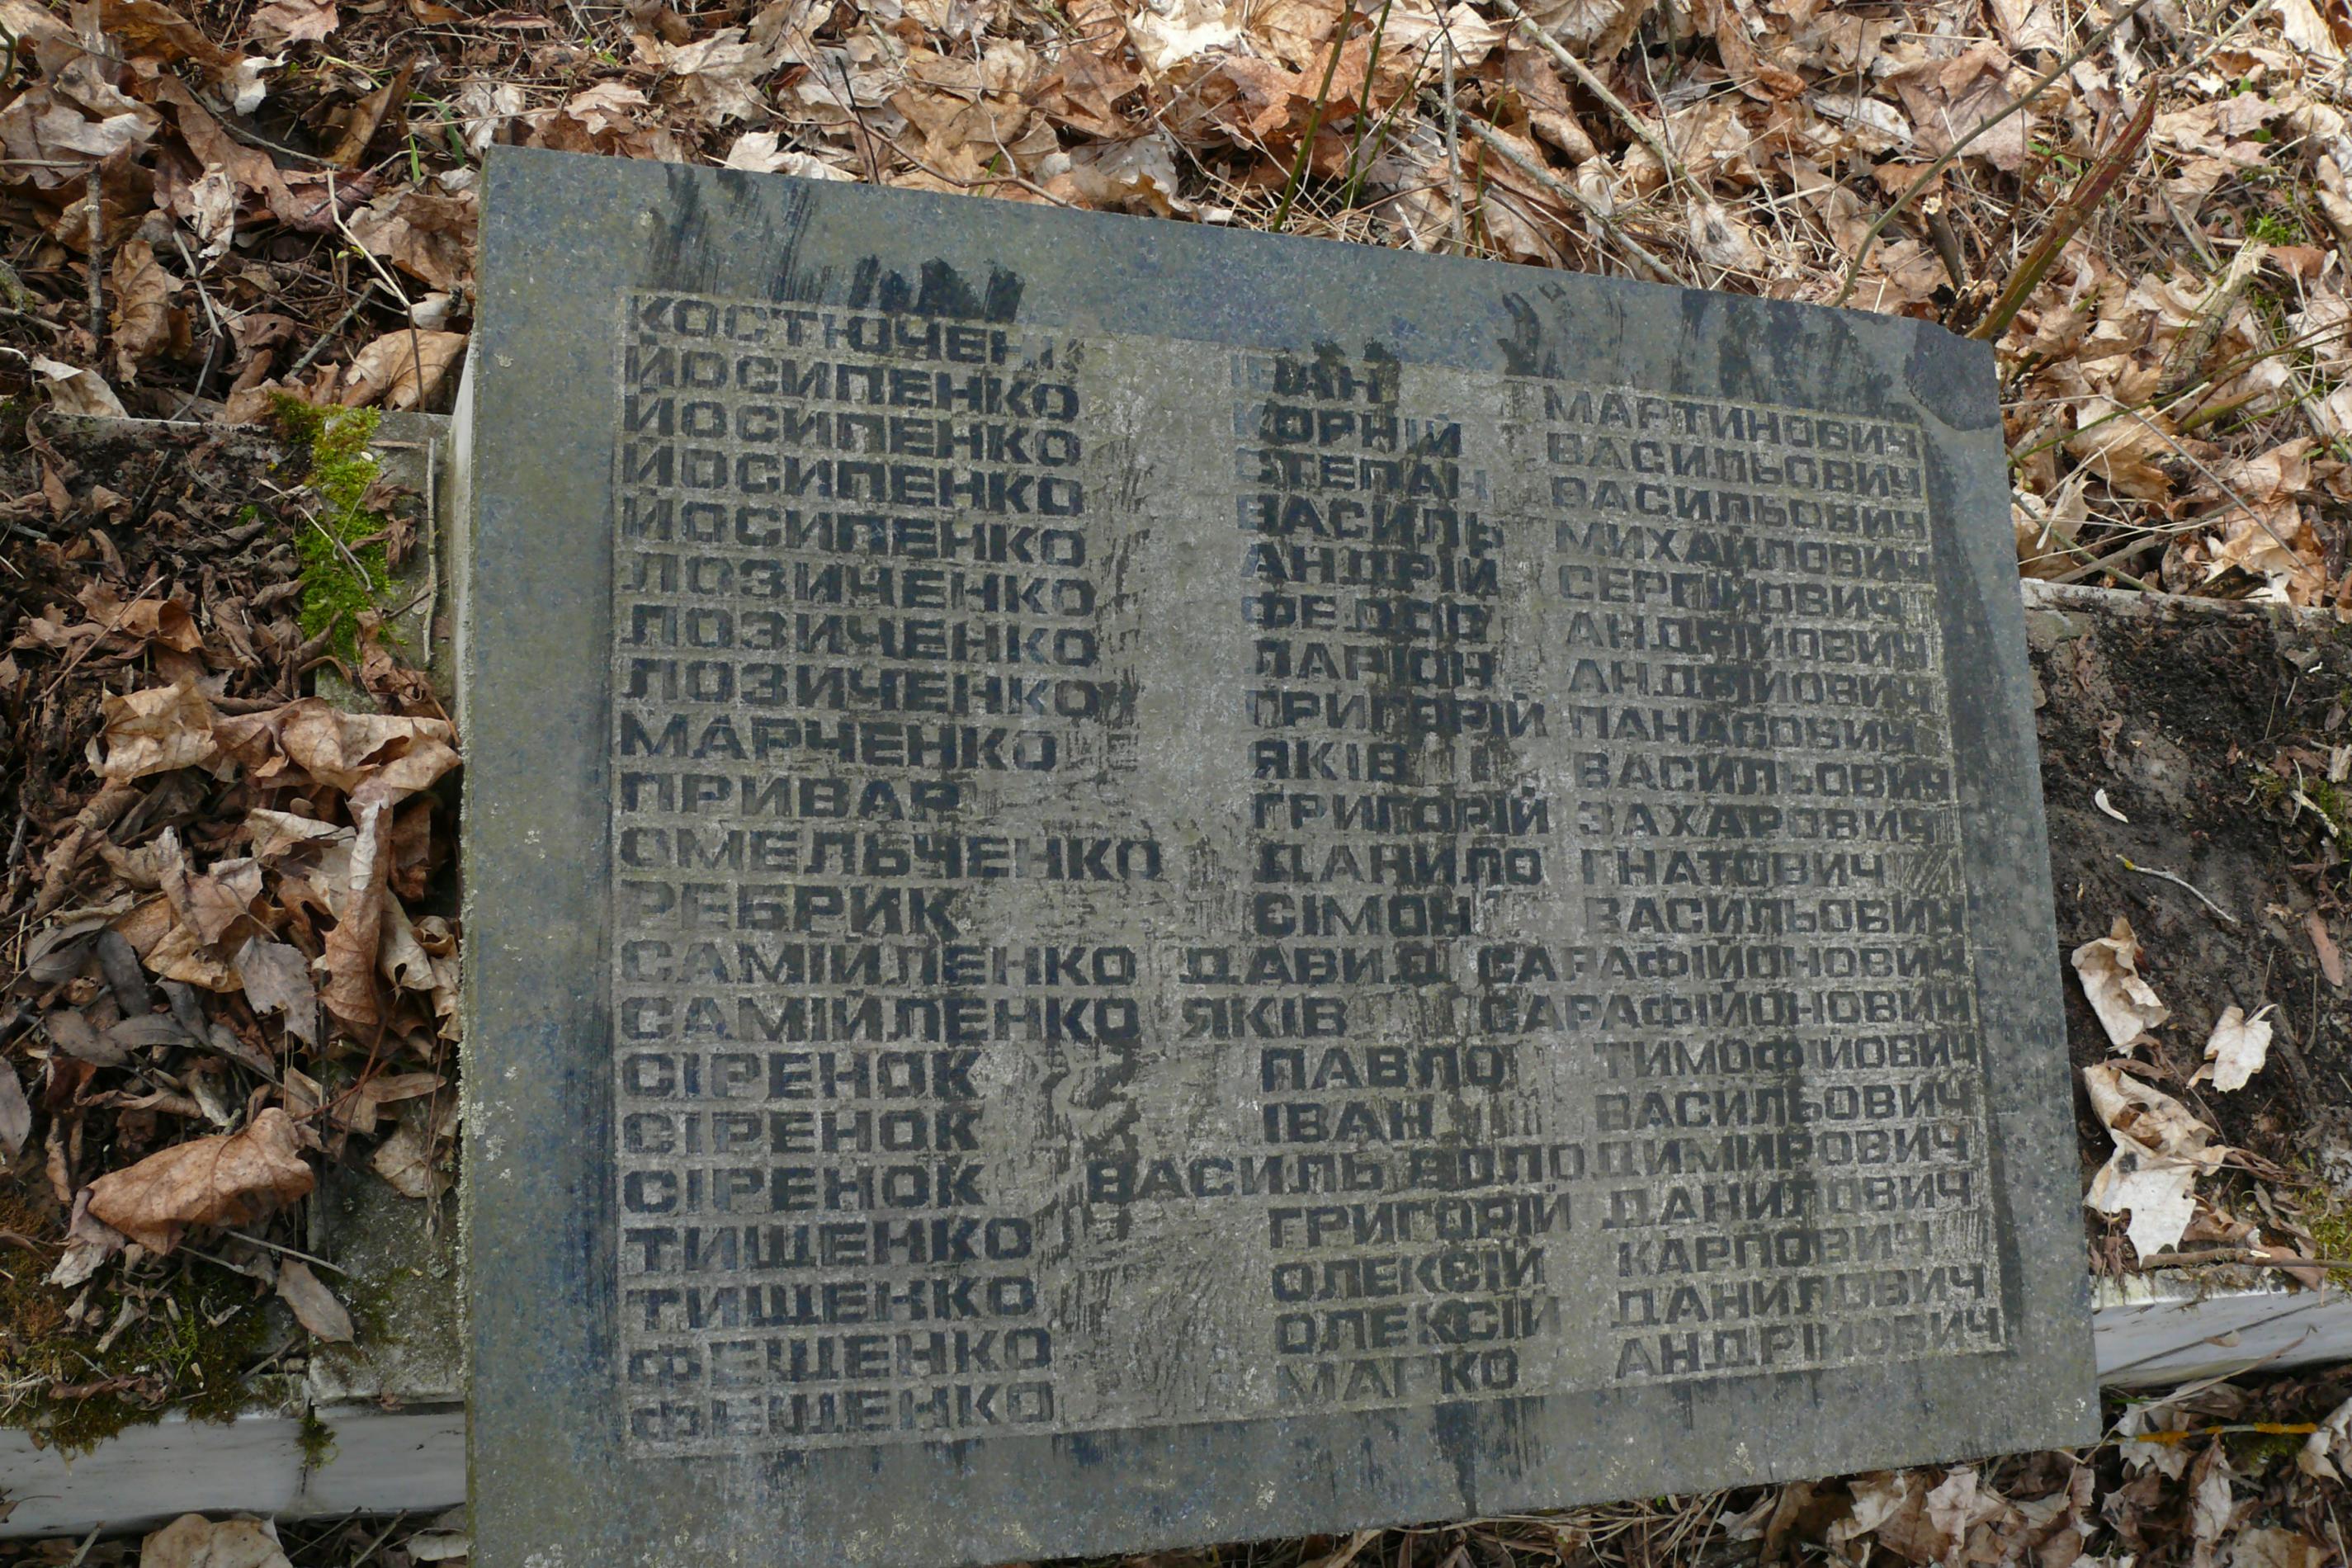 КОСТЮЧЕНКО ІВАН МАРТИНОВИЧ
ЙОСИПЕНКО КОРНІЙ ВАСИЛЬОВИЧ
ЙОСИПЕНКО СТЕПАН ВАСИЛЬОВИЧ
ЙОСИПЕНКО ВАСИЛЬ МИХАЙЛОВИЧ
ЙОСИПЕНКО АНДРІЙ СЕРГІЙОВИЧ
ЛОЗИЧЕНКО ФЕДОР АНДРІЙОВИЧ
ЛОЗИЧЕНКО ЛАРІОН АНДРІЙОВИЧ
ЛОЗИЧЕНКО ГРИГОРІЙ ПАНАСОВИЧ
МАРЧЕНКО ЯКІВ ВАСИЛЬОВИЧ
ПРИВАР ГРИГОРІЙ ЗАХАРОВИЧ
ОМЕЛЬЧЕНКО ДАНИЛО ГНАТОВИЧ
РЕБРИК СІМОН ВАСИЛЬОВИЧ
САМІЙЛЕНКО ДАВИД САРАФІЙОНОВИЧ
САМІЙЛЕНКО ЯКІВ САРАФІЙОНОВИЧ
СІРЕНОК ПАВЛО ТИМОФІЙОВИЧ
СІРЕНОК ІВАН ВАСИЛЬОВИЧ
СІРЕНОК ВАСИЛЬ ВОЛОДИМИРОВИЧ
ТИЩЕНКО ГРИГОРІЙ ДАНИЛОВИЧ
ТИЩЕНКО ОЛЕКСІЙ КАРПОВИЧ
ФЕЩЕНКО ОЛЕКСІЙ ДАНИЛОВИЧ
ФЕЩЕНКО МАРКО АНДРІЙОВИЧ